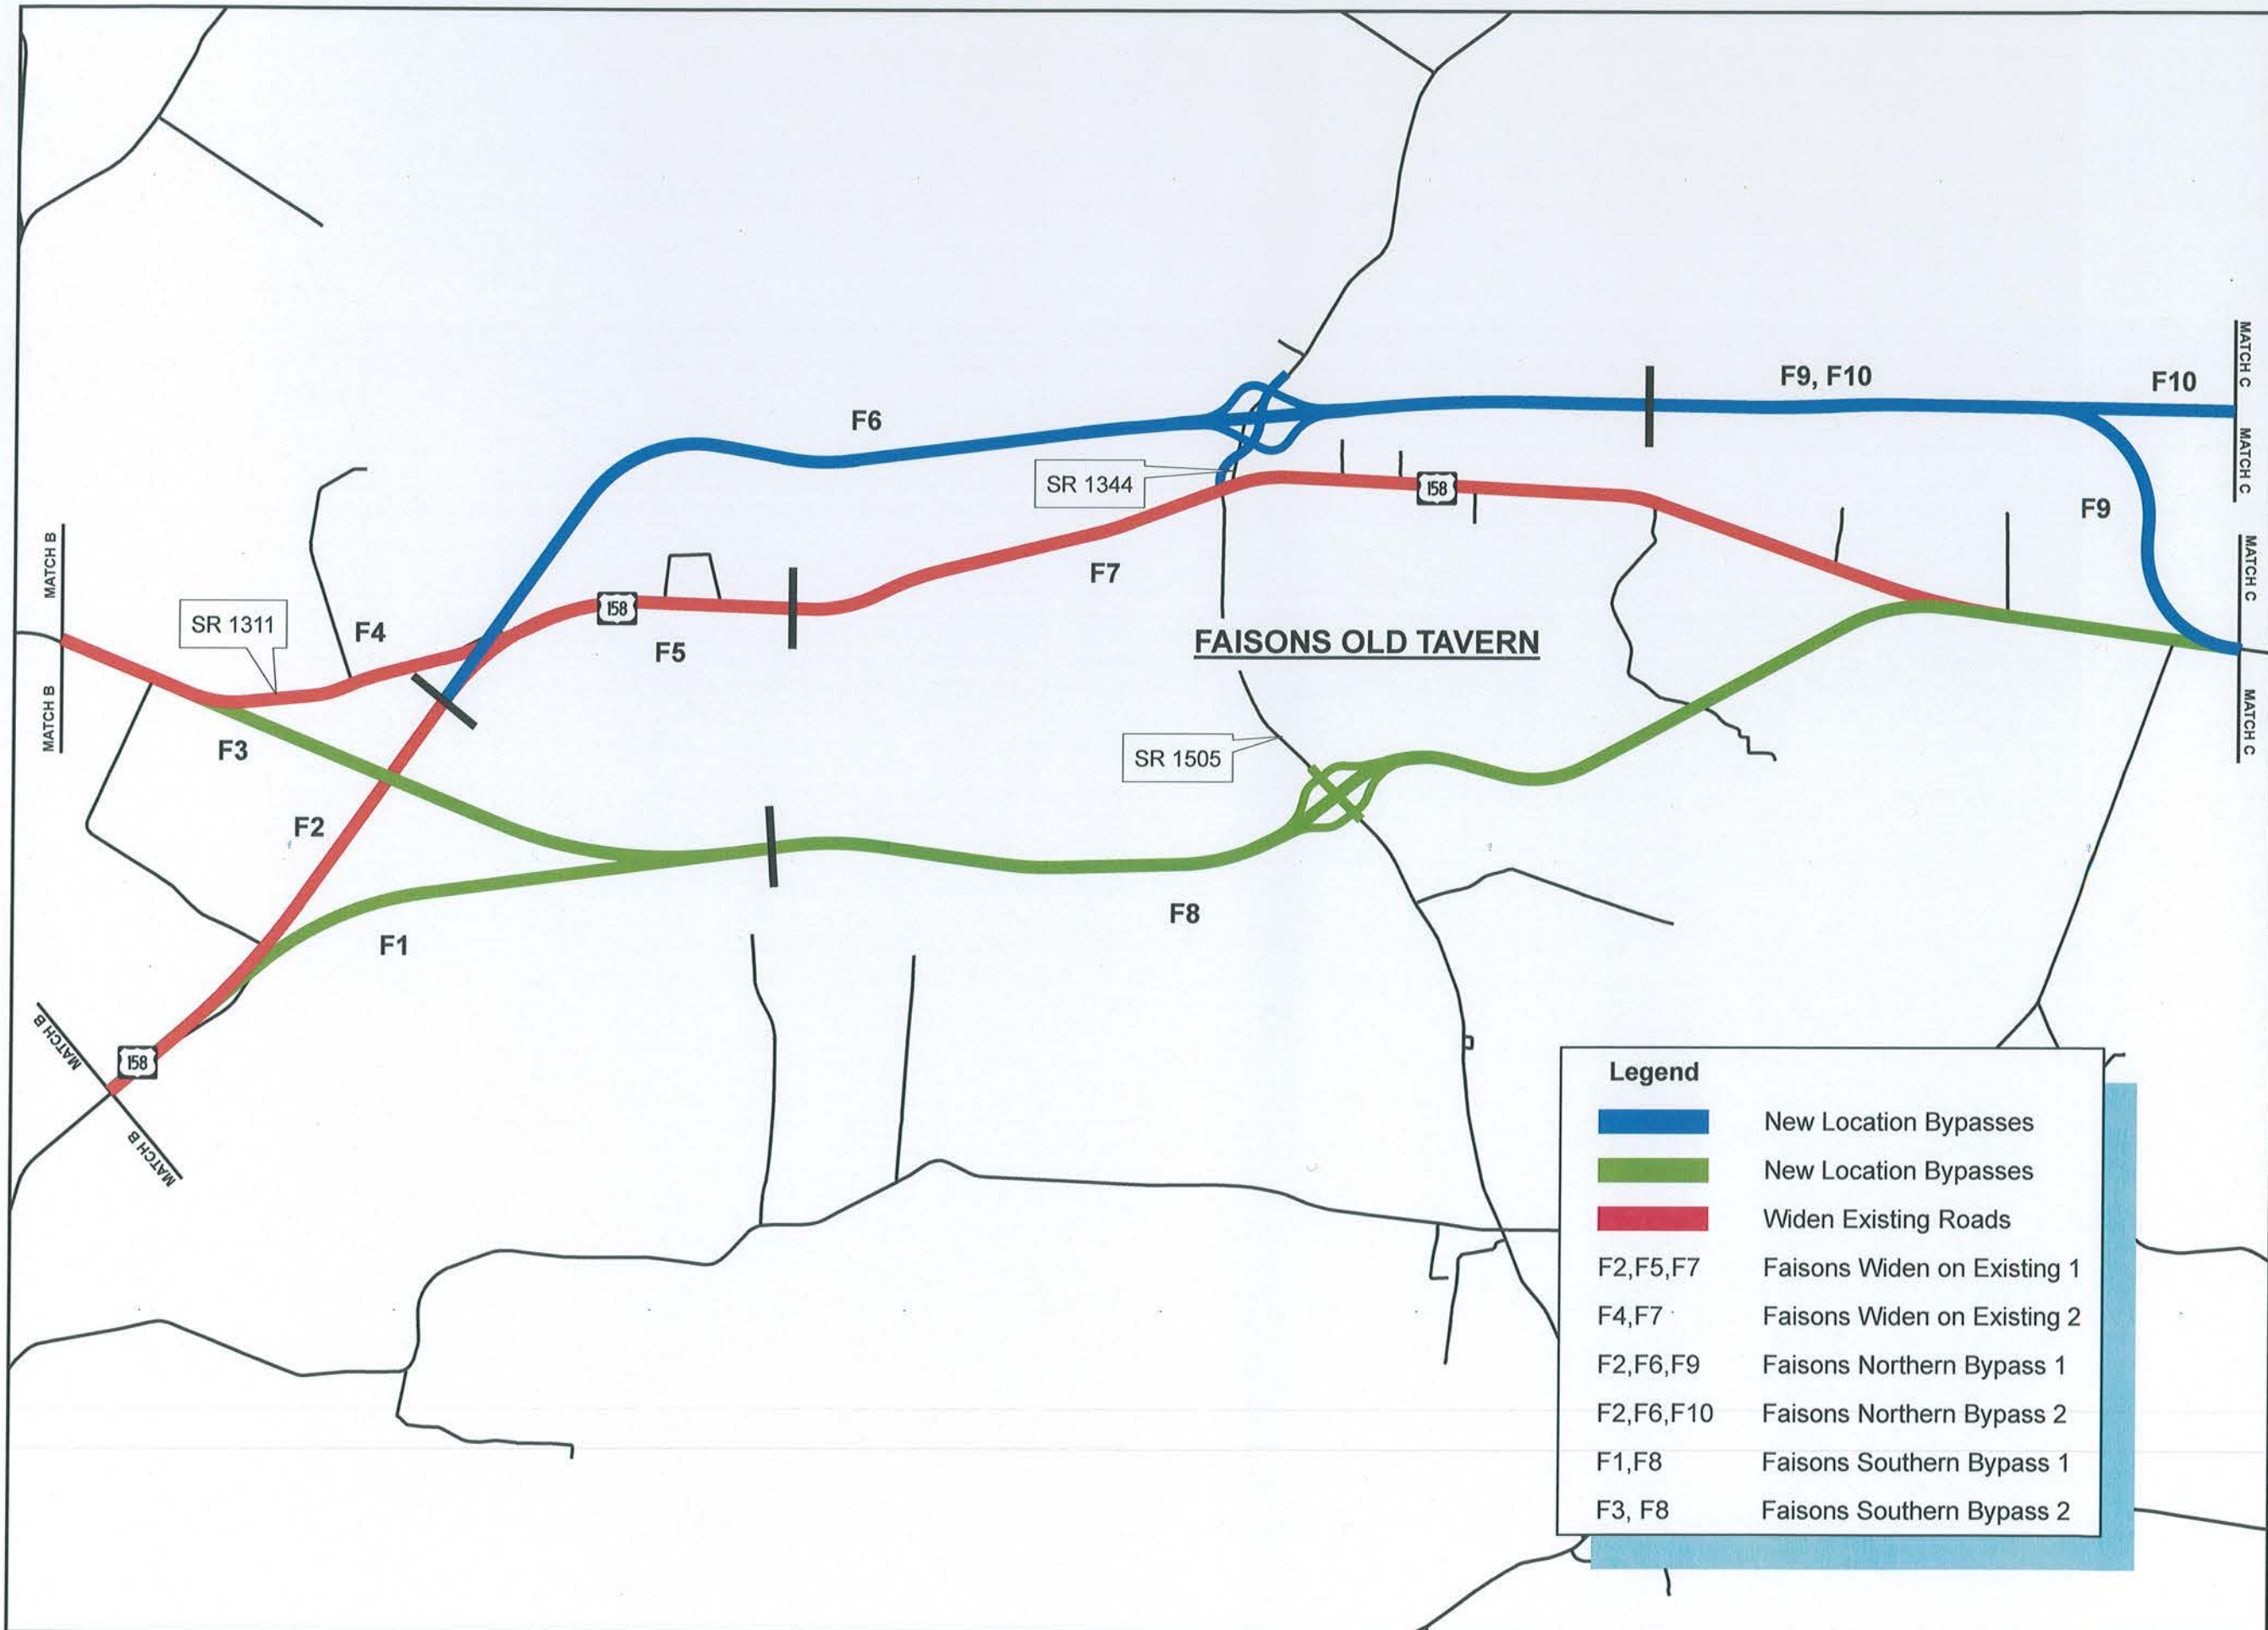 F6
F9, F10
F10
MATCH C
MATCH C
SR 1344
158
F9
MATCH B
MATCH B
SR 1311
F4
158
F5
F7
MATCH C
MATCH C
FAISONS OLD TAVERN
F3
F2
SR 1505
F1
F8
MATCH B
158
MATCH B
Legend
New Location Bypasses
New Location Bypasses
Widen Existing Roads
F2,F5,F7 Faisons Widen on Existing 1
F4,F7 Faisons Widen on Existing 2
F2,F6,F9 Faisons Northern Bypass 1
F2,F6,F10 Faisons Northern Bypass 2
F1,F8 Faisons Southern Bypass 1
F3, F8 Faisons Southern Bypass 2